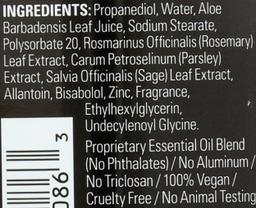 INGREDIENTS: Propanediol, Water, Aloe
Barbadensis Leaf Juice, Sodium Stearate,
Polysorbate 20, Rosmarinus Officinalis (Rosemary)
Leaf Extract, Carum Petroselinum (Parsley)
Extract, Salvia Officinalis (Sage) Leaf Extract,
Allantoin, Bisabolol, Zinc, Fragrance,
Ethylhexylglycerin,
Undecylenoyl Glycine.
Proprietary Essential Oil Blend
(No Phthalates) / No Aluminum /
No Triclosan / 100% Vegan /
Cruelty Free / No Animal Testing
3
086